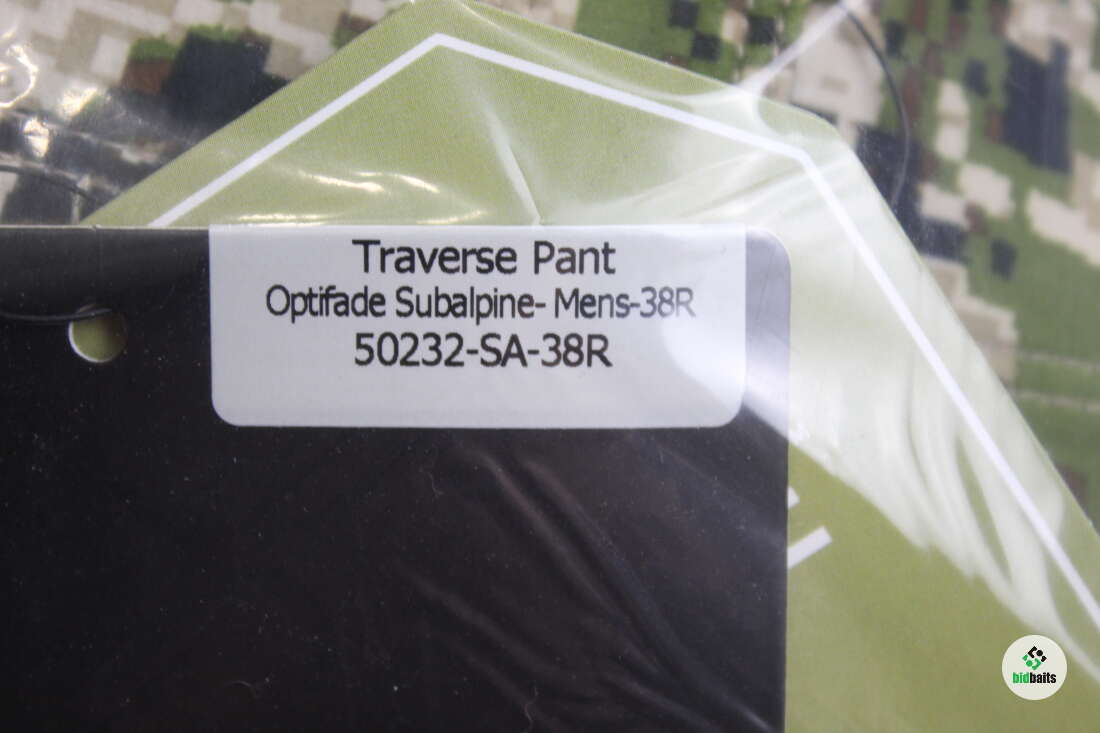 Traverse Pant
Optifade Subalpine- Mens-38R
50232-SA-38R
bidbaits